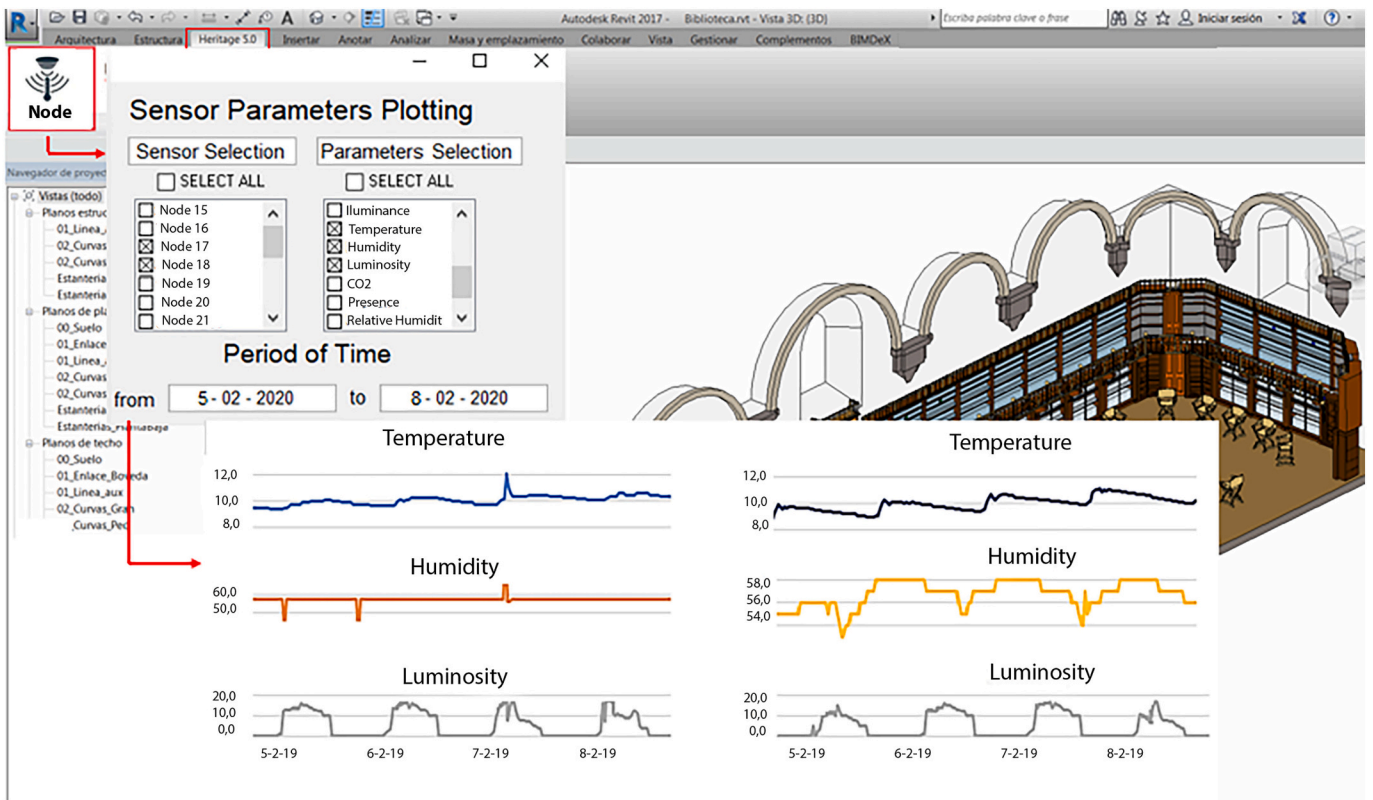 Autodesk Revit 2017 - Biblioteca.rvt - Vista 3D: {3D}
Escriba palabra clave o frase
Iniciar sesión
Arquitectura Estructura Heritage 5.0 Insertar Anotar Analizar Masa y emplazamiento Colaborar Vista Gestionar Complementos BIMDeX
Node
Sensor Parameters Plotting
Sensor Selection Parameters Selection
SELECT ALL SELECT ALL
Node 15 Iluminance
Node 16 Temperature
Node 17 Humidity
Node 18 Luminosity
Node 19 CO2
Node 20 Presence
Node 21 Relative Humidit
Period of Time
from 5 - 02 - 2020 to 8 - 02 - 2020
Navegador de proyec
Vistas (todo)
Planos estruc
01_Linea_
02_Curvas
02_Curvas
Estanteria
Estanteria
Planos de pla
00_Suelo
01_Enlace
01_Linea_
02_Curvas
02_Curvas
Estanteria
Estanterias_PlantaBaja
Planos de techo
00_Suelo
01_Enlace_Boveda
01_Linea_aux
02_Curvas_Gran
_Curvas_Peq
Temperature
12,0
10,0
8,0
Humidity
60,0
50,0
Luminosity
20,0
10,0
0,0
5-2-19 6-2-19 7-2-19 8-2-19
Temperature
12,0
10,0
8,0
Humidity
58,0
56,0
54,0
Luminosity
20,0
10,0
0,0
5-2-19 6-2-19 7-2-19 8-2-19